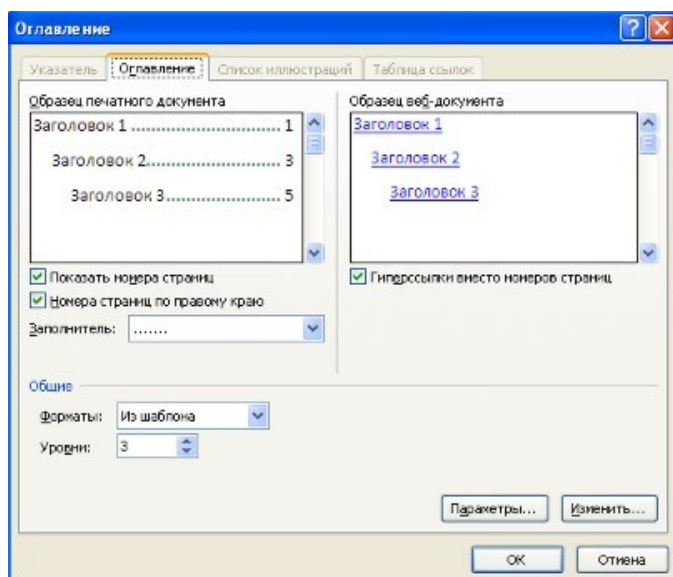 Оглавление
Указатель Оглавление Список иллюстраций Таблица ссылок
Образец печатного документа
Заголовок 1 ................................ 1
Заголовок 2............................ 3
Заголовок 3........................ 5
Образец веб-документа
Заголовок 1
Заголовок 2
Заголовок 3
Показать номера страниц
Номера страниц по правому краю
Заполнитель: .......
Гиперссылки вместо номеров страниц
Общие
Форматы: Из шаблона
Уровни: 3
Параметры... Изменить...
ОК Отмена